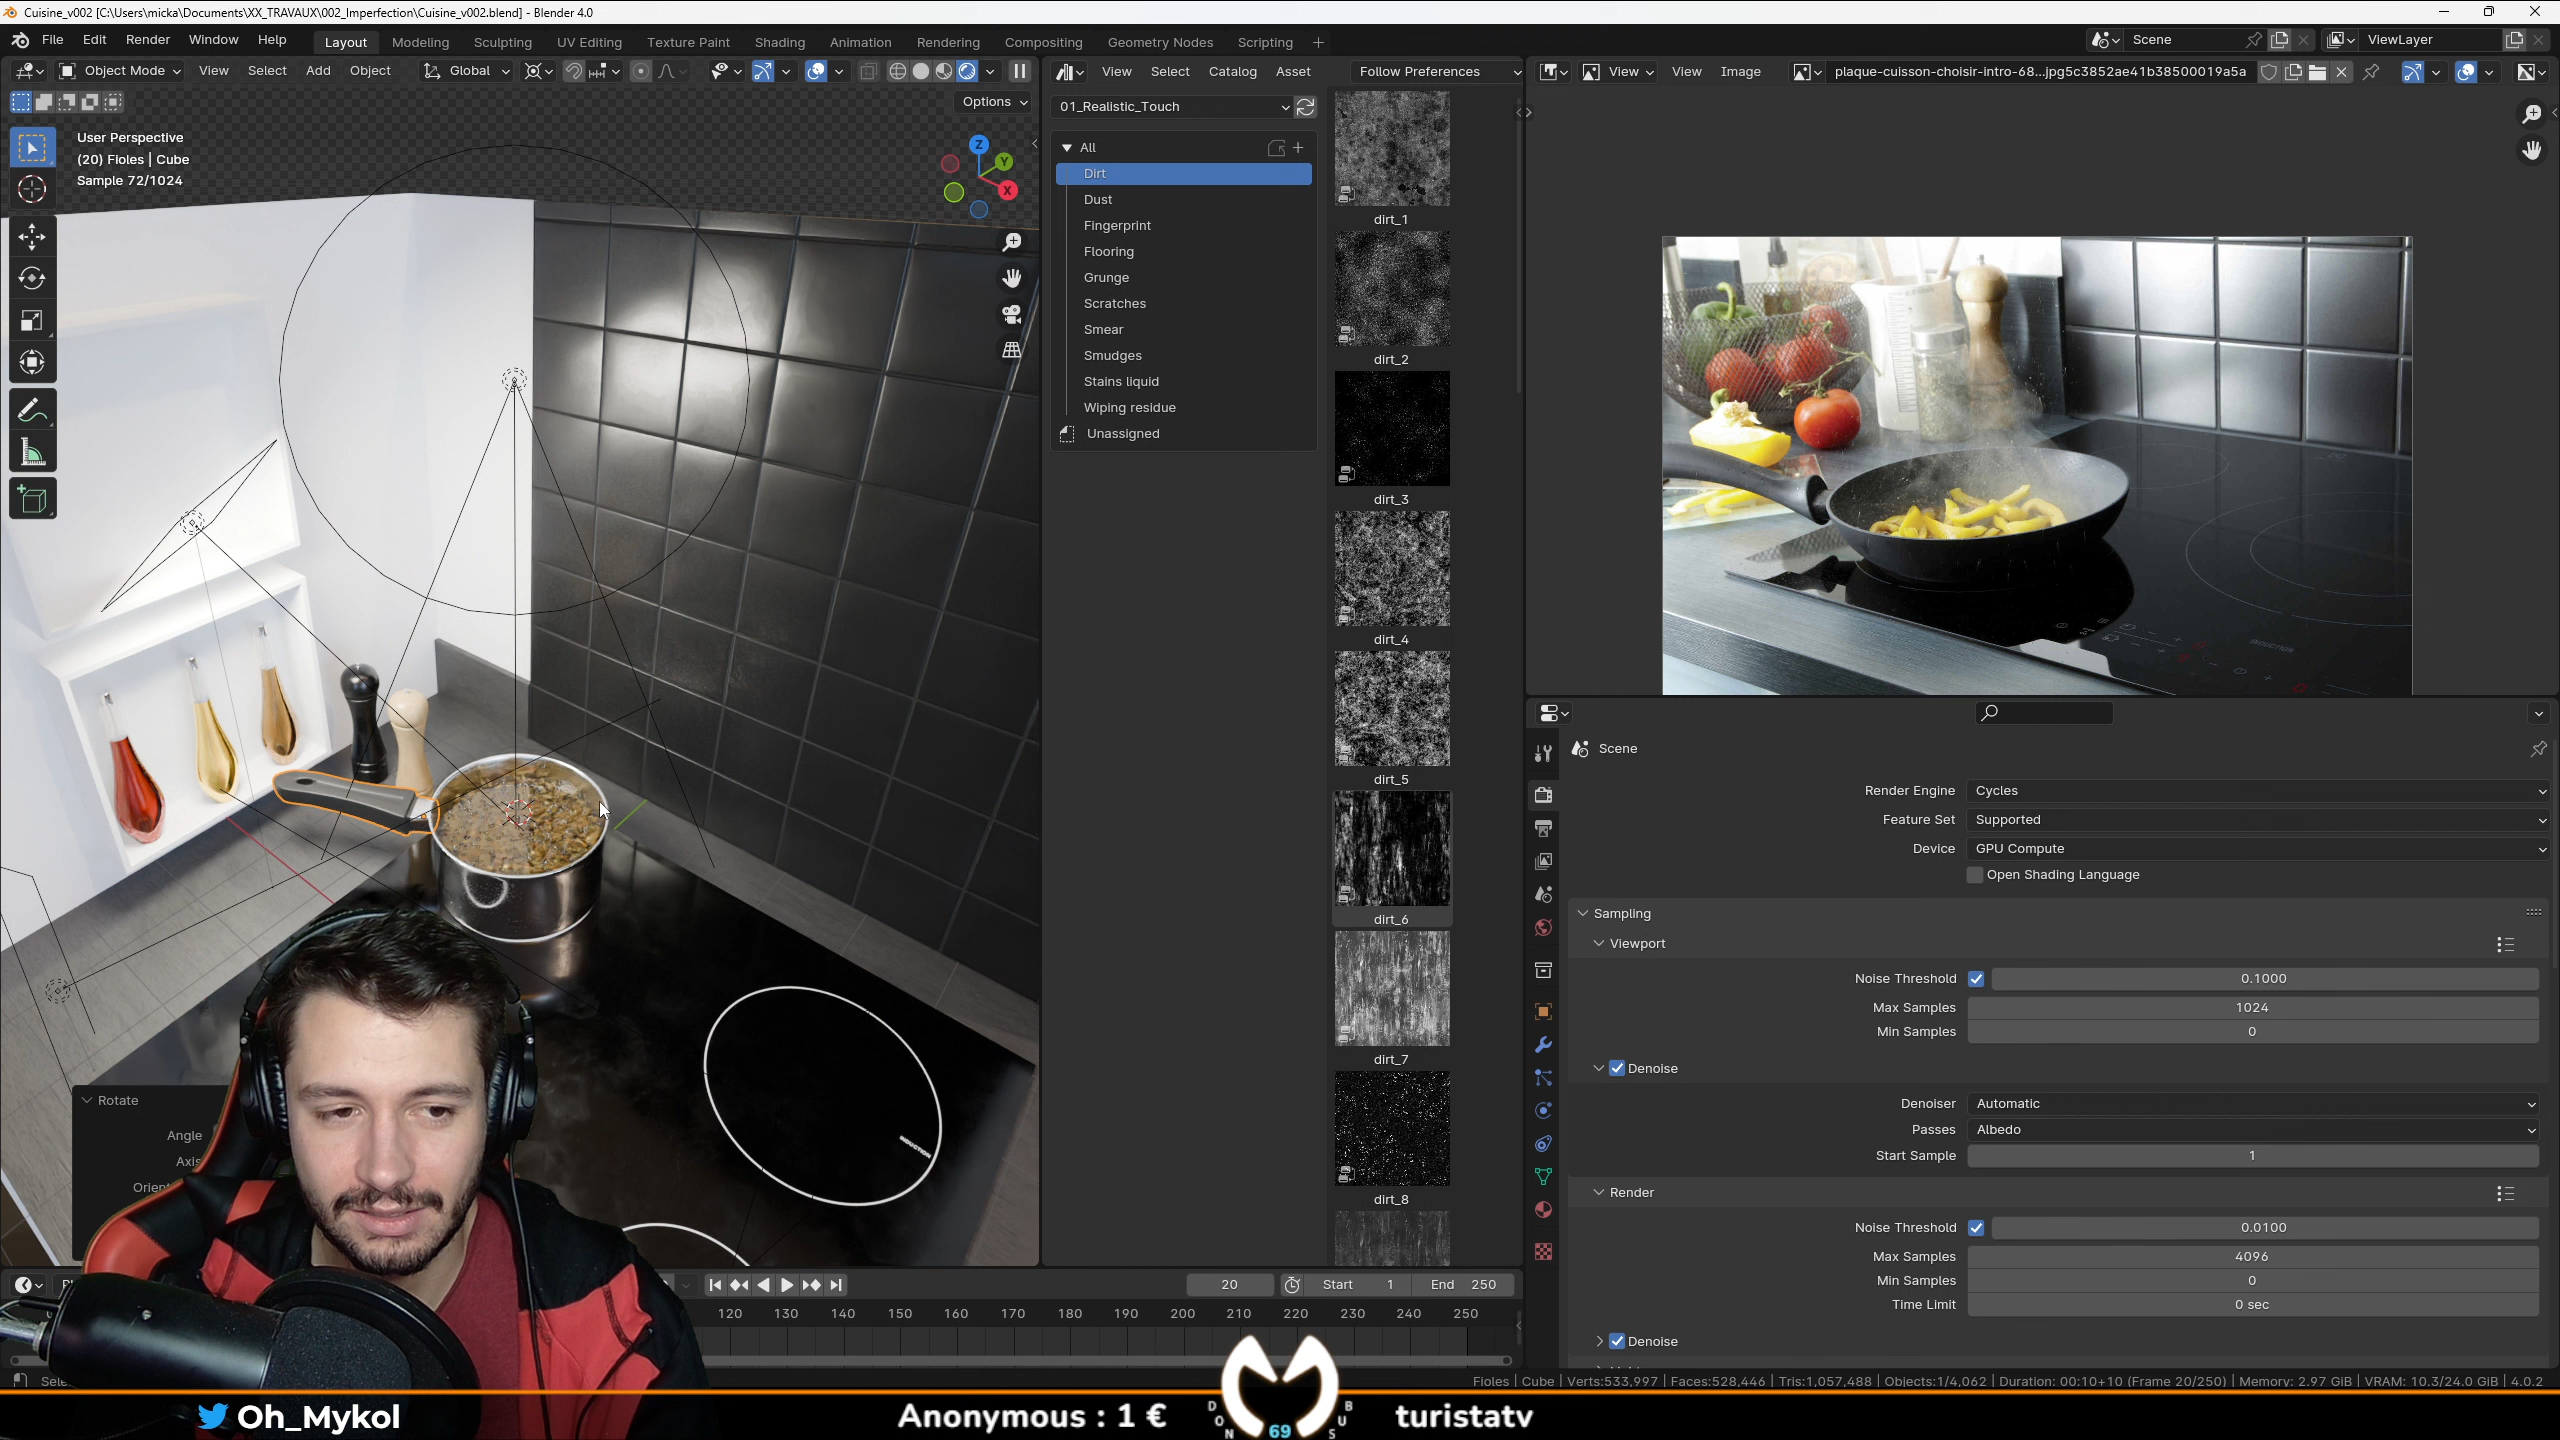 Cuisine_v002 [C:\Users\micka\Documents\XX_TRAVAUX\002_Imperfection\Cuisine_v002.blend] - Blender 4.0
File Edit Render Window Help
Layout Modeling Sculpting UV Editing Texture Paint Shading Animation Rendering Compositing Geometry Nodes Scripting +
Scene
ViewLayer
Object Mode View Select Add Object Global
Options
User Perspective
(20) Fioles | Cube
Sample 72/1024
Z
Y
X
INDUCTION
Rotate
Angle
Axis
View Select Catalog Asset Follow Preferences
01_Realistic_Touch
All
Dirt
Dust
Fingerprint
Flooring
Grunge
Scratches
Smear
Smudges
Stains liquid
Wiping residue
Unassigned
dirt_1
dirt_2
dirt_3
dirt_4
dirt_5
dirt_6
dirt_7
dirt_8
View View Image plaque-cuisson-choisir-intro-68...jpg5c3852ae41b38500019a5a
INDUCTION
Scene
Render Engine Cycles
Feature Set Supported
Device GPU Compute
Open Shading Language
Sampling
Viewport
Noise Threshold 0.1000
Max Samples 1024
Min Samples 0
Denoise
Denoiser Automatic
Passes Albedo
Start Sample 1
Render
Noise Threshold 0.0100
Max Samples 4096
Min Samples 0
Time Limit 0 sec
Denoise
20 Start 1 End 250
120 130 140 150 160 170 180 190 200 210 220 230 240 250
Fioles | Cube | Verts:533,997 | Faces:528,446 | Tris:1,057,488 | Objects:1/4,062 | Duration: 00:10+10 (Frame 20/250) | Memory: 2.97 GiB | VRAM: 10.3/24.0 GiB | 4.0.2
Oh_Mykol
Anonymous : 1 €
DON
69
BUS
turistatv